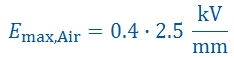 E_max,Air = 0.4 · 2.5 kV/mm